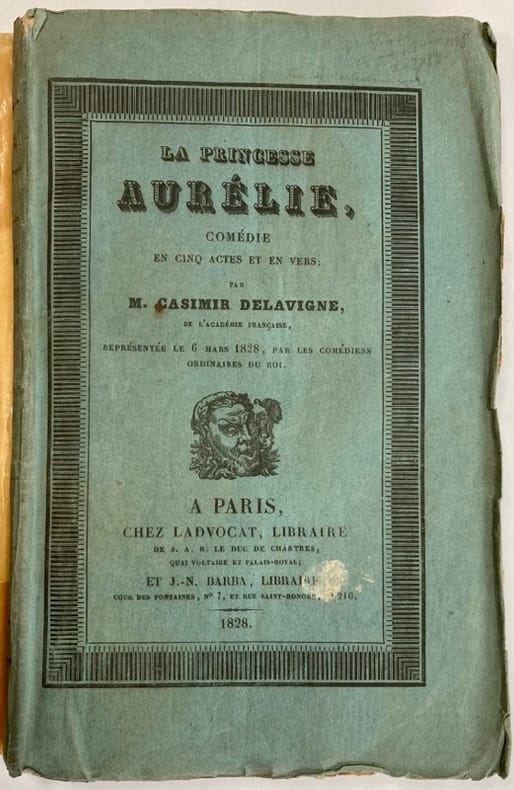 LA PRINCESSE
AURÉLIE,
COMÉDIE
EN CINQ ACTES ET EN VERS;
PAR
M. CASIMIR DELAVIGNE,
DE L'ACADÉMIE FRANÇAISE,
REPRÉSENTÉE LE 6 MARS 1828, PAR LES COMÉDIENS
ORDINAIRES DU ROI.
A PARIS,
CHEZ LADVOCAT, LIBRAIRE
DE S. A. R. LE DUC DE CHARTRES,
QUAI VOLTAIRE ET PALAIS-ROYAL;
ET J.-N. BARBA, LIBRAIRE
COUR DES FONTAINES, Nº 7, ET RUE SAINT-HONORÉ, 210.
1828.